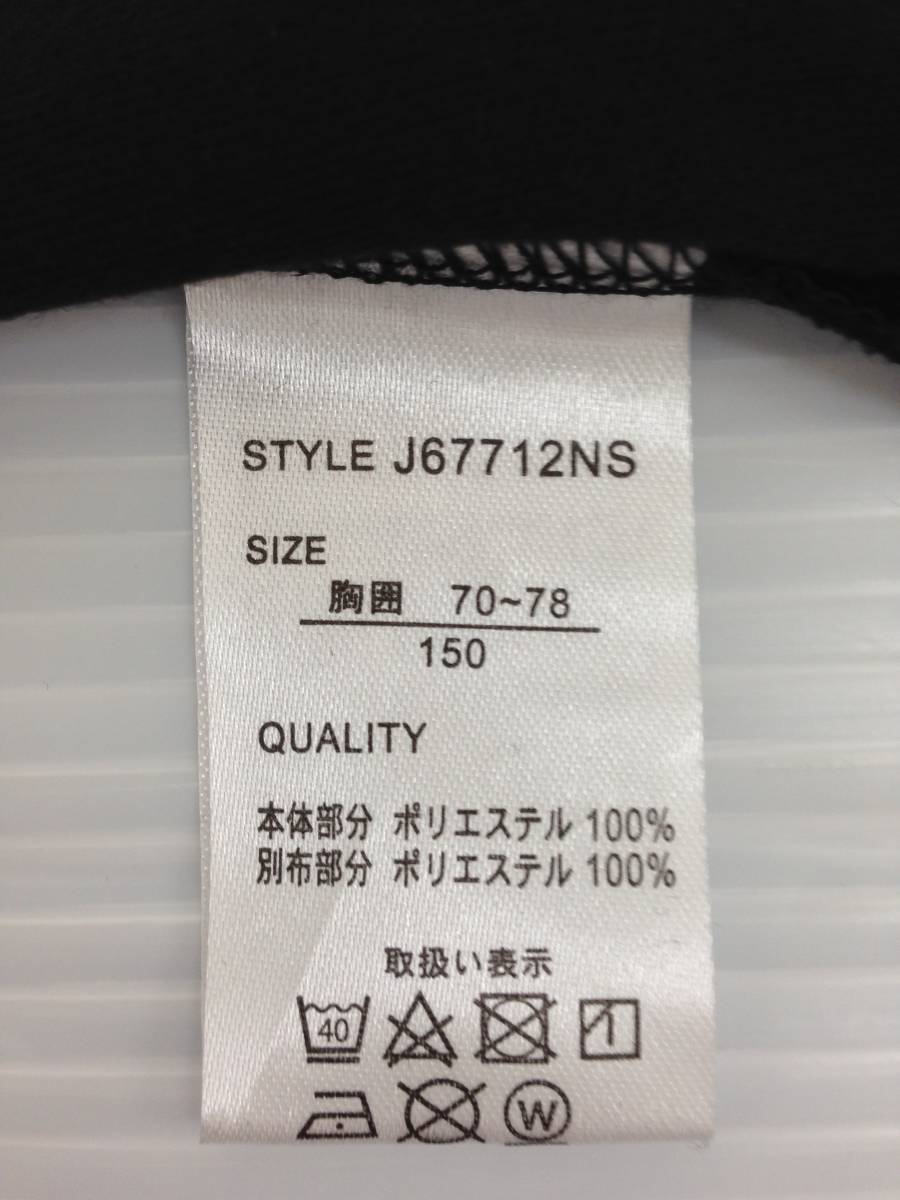 STYLE J67712NS
SIZE
胸囲 70~78
150
QUALITY
本体部分 ポリエステル 100%
別布部分 ポリエステル 100%
取扱い表示
40
W